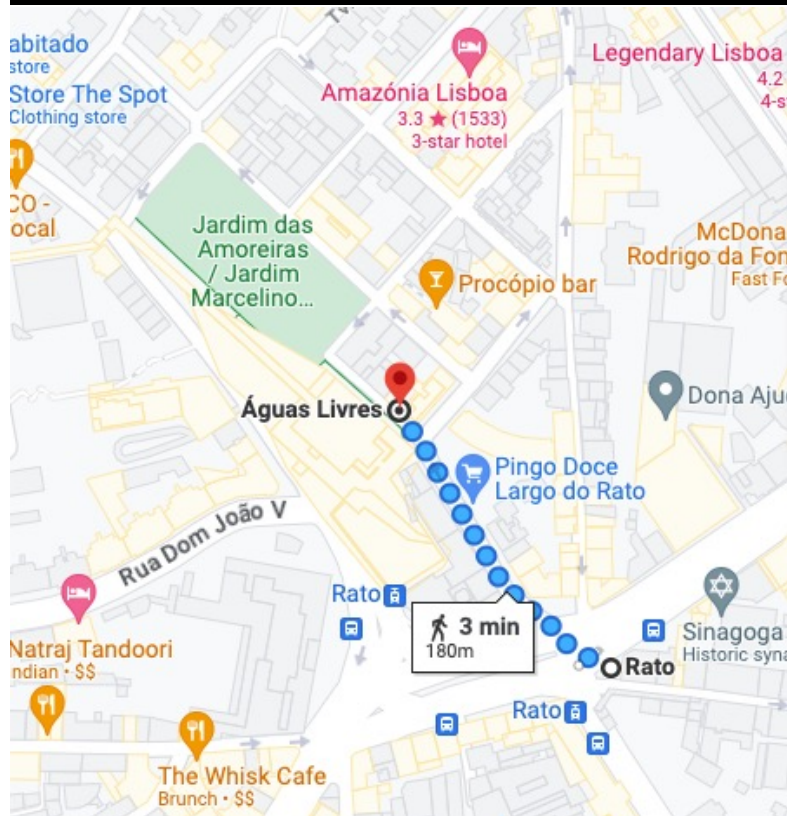 abitado
store
Store The Spot
Clothing store
Legendary Lisboa
4.2
4-s
Amazónia Lisboa
3.3 ★ (1533)
3-star hotel
CO -
ocal
Jardim das
Amoreiras
/ Jardim
Marcelino...
McDona
Rodrigo da Fon
Fast Fo
Procópio bar
Águas Livres
Dona Aju
Pingo Doce
Largo do Rato
Rua Dom João V
Rato
3 min
180m
Sinagoga
Historic syna
Rato
Natraj Tandoori
ndian • $$
Rato
The Whisk Cafe
Brunch • $$